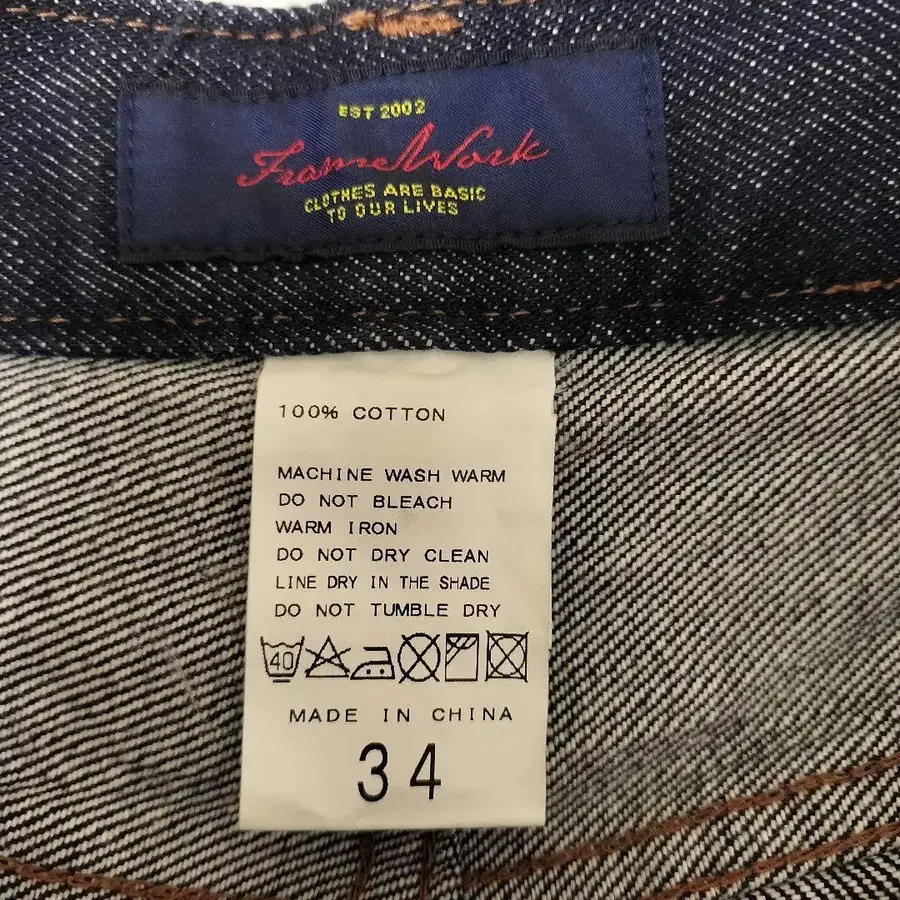 EST 2002
FrameWork
CLOTHES ARE BASIC
TO OUR LIVES
100% COTTON
MACHINE WASH WARM
DO NOT BLEACH
WARM IRON
DO NOT DRY CLEAN
LINE DRY IN THE SHADE
DO NOT TUMBLE DRY
40
MADE IN CHINA
34